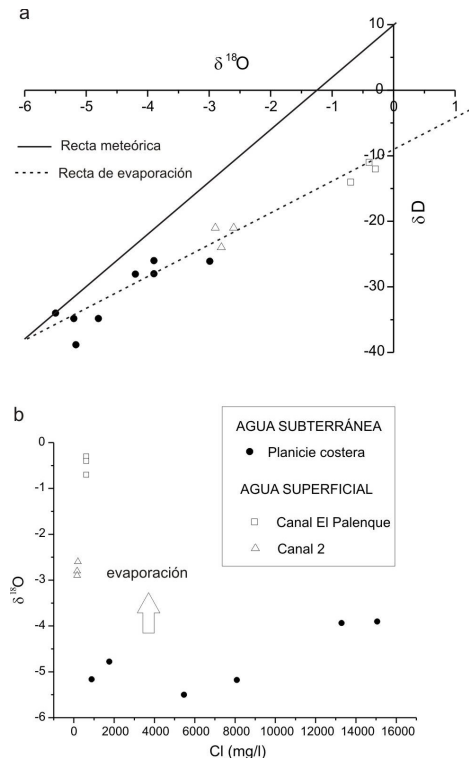 a
δ ¹⁸O
10
0
-10
-20
-30
-40
δD
-6 -5 -4 -3 -2 -1 0 1
Recta meteórica
Recta de evaporación
b
AGUA SUBTERRÁNEA
Planicie costera
AGUA SUPERFICIAL
Canal El Palenque
Canal 2
evaporación
δ¹⁸O
0
-1
-2
-3
-4
-5
-6
0 2000 4000 6000 8000 10000 12000 14000 16000
Cl (mg/l)